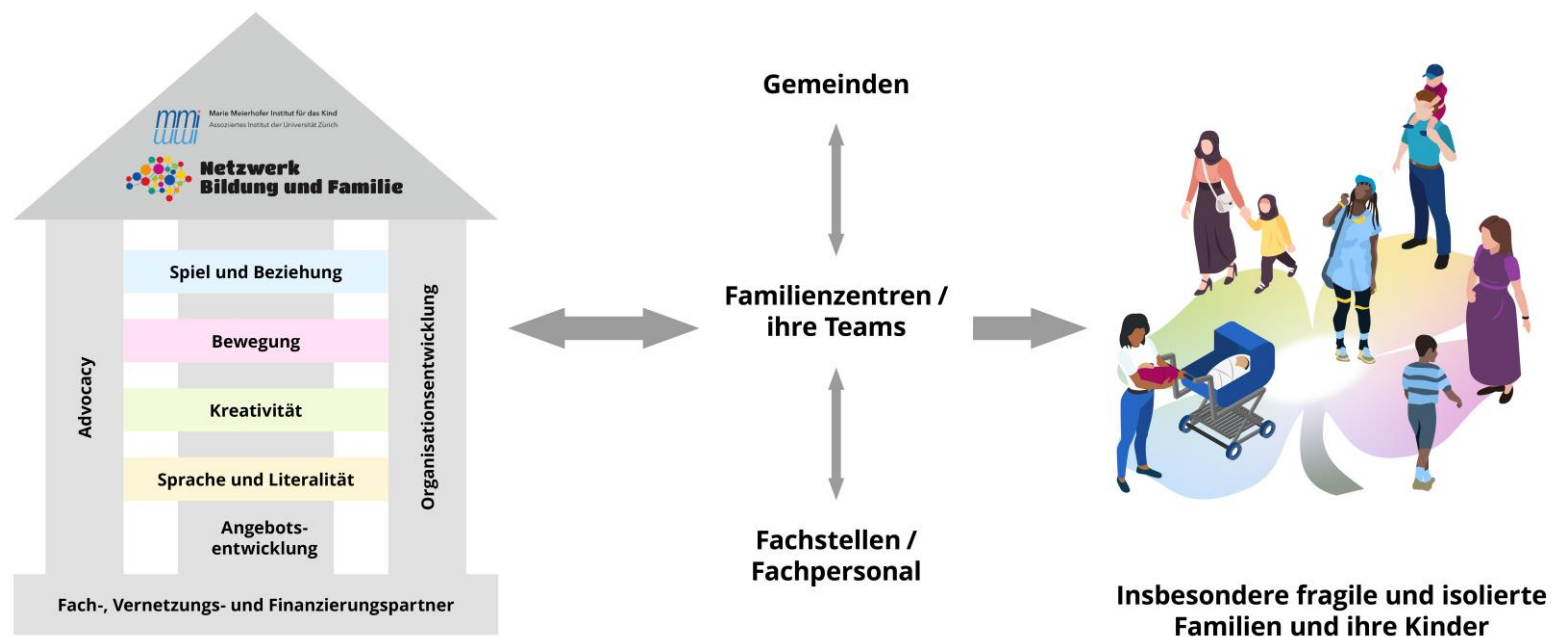 mmi
Marie Meierhofer Institut für das Kind
Assoziiertes Institut der Universität Zürich
Netzwerk
Bildung und Familie
Advocacy
Spiel und Beziehung
Bewegung
Kreativität
Sprache und Literalität
Angebots-
entwicklung
Organisationsentwicklung
Fach-, Vernetzungs- und Finanzierungspartner
Gemeinden
Familienzentren /
ihre Teams
Fachstellen /
Fachpersonal
Insbesondere fragile und isolierte
Familien und ihre Kinder